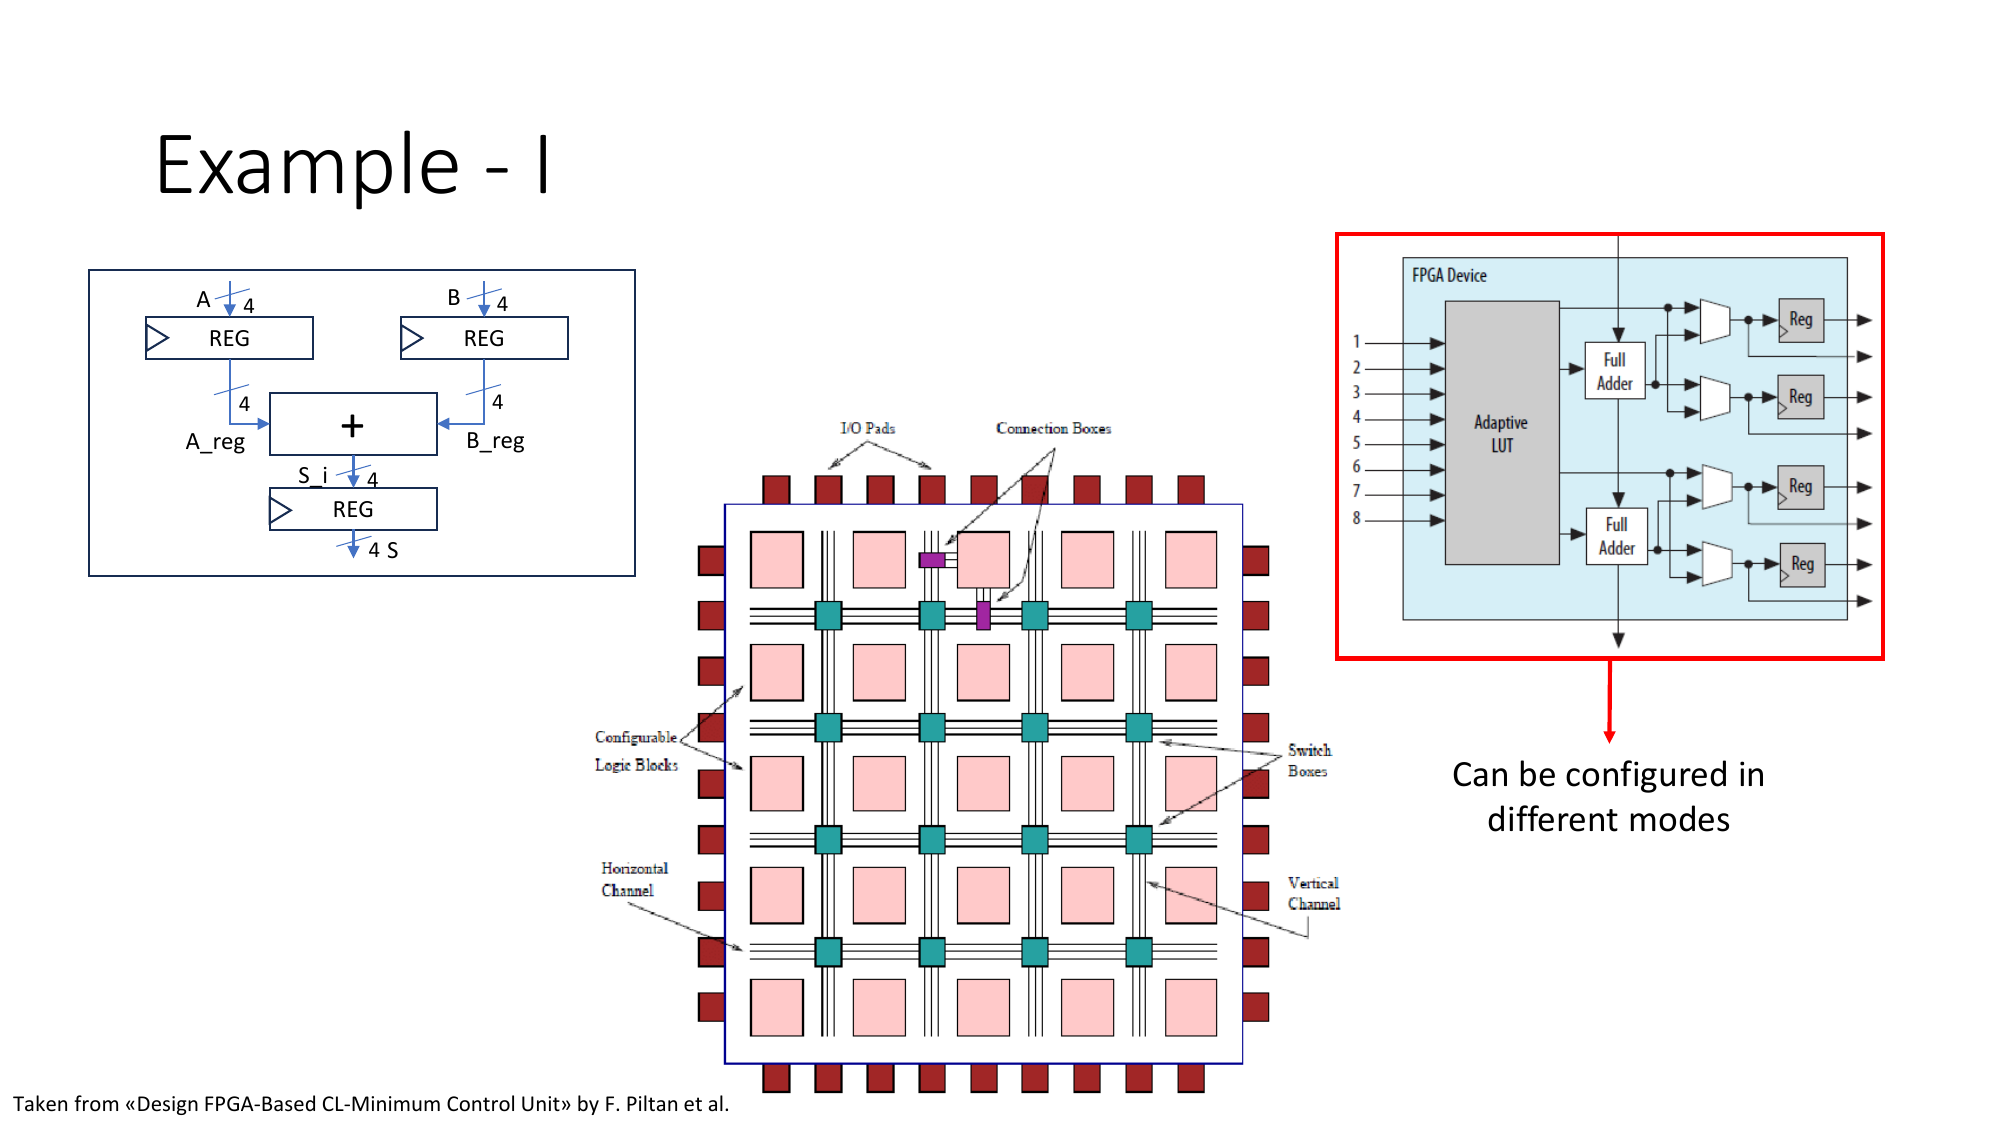 Example - I
A
4
B
4
REG
REG
4
4
+
A_reg
B_reg
S_i
4
REG
4 S
I/O Pads
Connection Boxes
Configurable
Logic Blocks
Switch
Boxes
Horizontal
Channel
Vertical
Channel
FPGA Device
1
2
3
4
5
6
7
8
Adaptive
LUT
Full
Adder
Full
Adder
Reg
Reg
Reg
Reg
Can be configured in
different modes
Taken from «Design FPGA-Based CL-Minimum Control Unit» by F. Piltan et al.